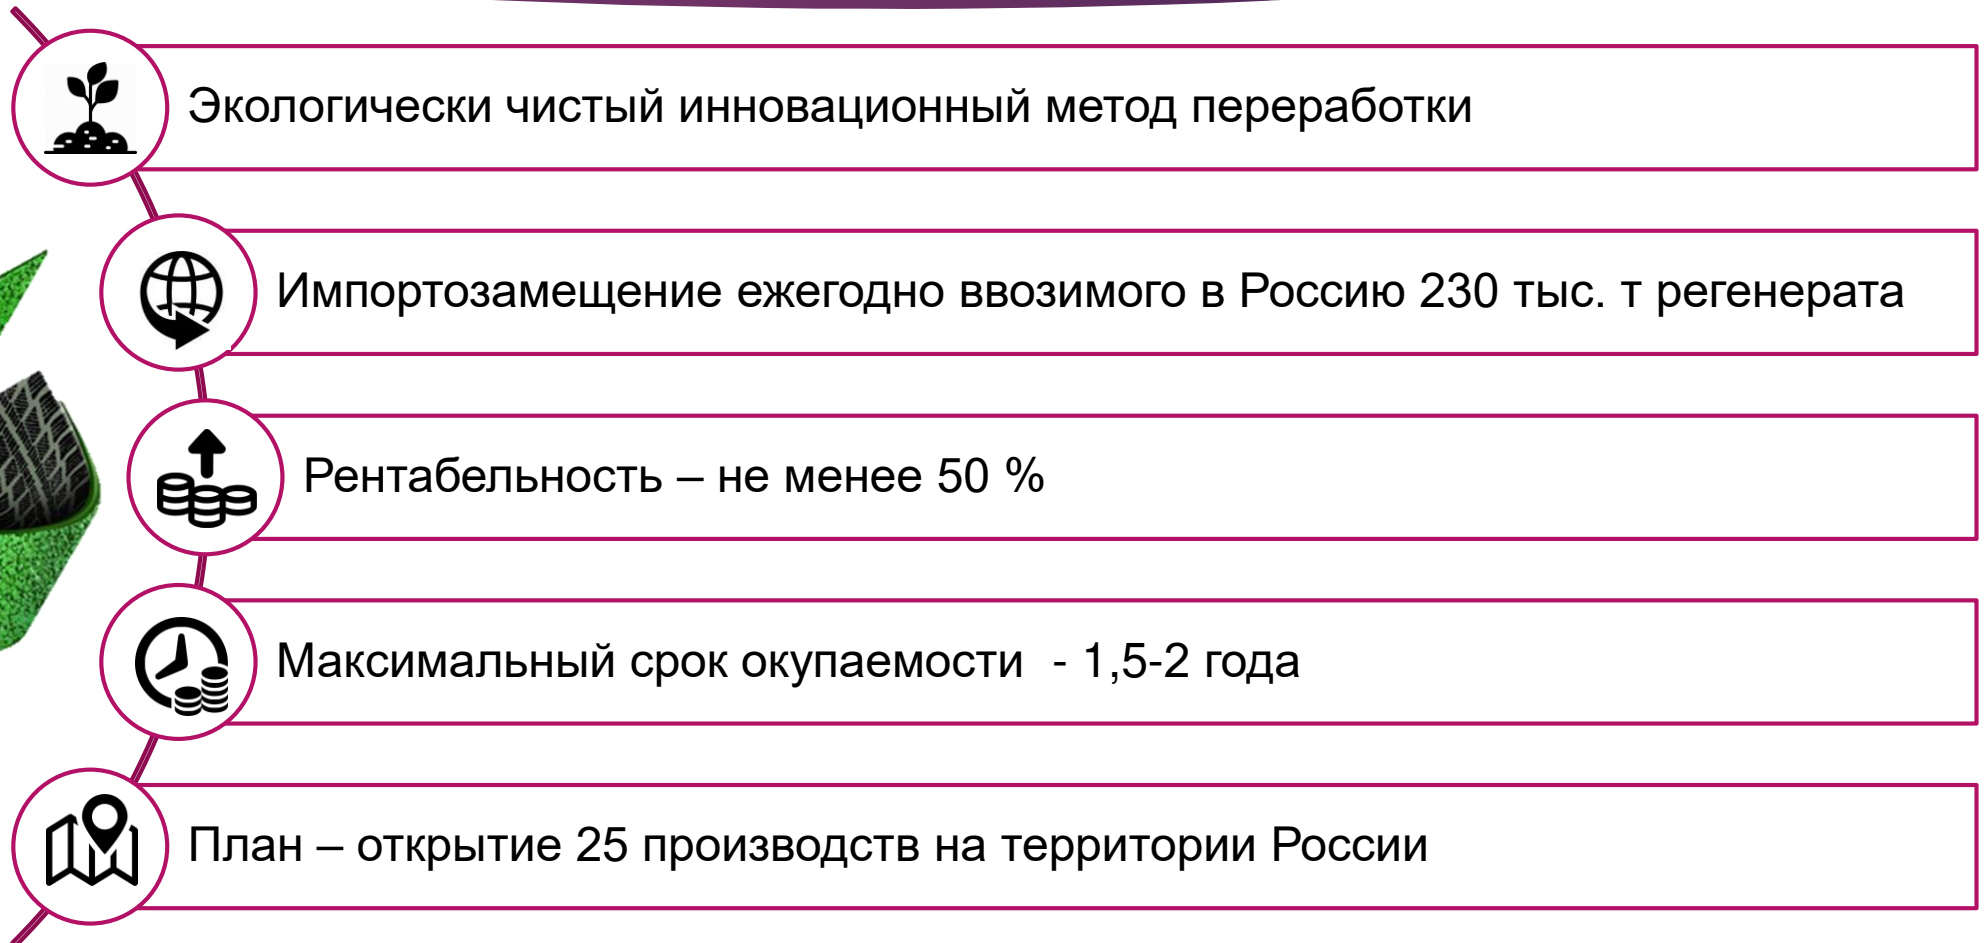 Экологически чистый инновационный метод переработки
Импортозамещение ежегодно ввозимого в Россию 230 тыс. т регенерата
Рентабельность – не менее 50 %
Максимальный срок окупаемости  - 1,5-2 года
План – открытие 25 производств на территории России